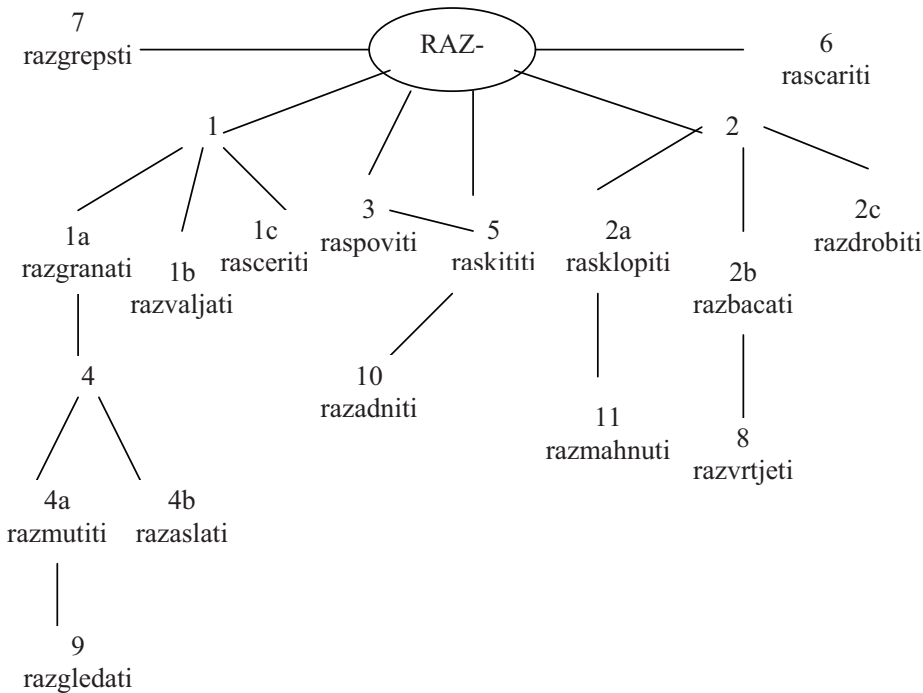 7
razgrepsti
RAZ-
6
rascariti
1
2
1a
razgranati
1b
razvaljati
1c
rasceriti
3
raspoviti
5
raskititi
2a
rasklopiti
2b
razbacati
2c
razdrobiti
4
10
razadniti
11
razmahnuti
8
razvrtjeti
4a
razmutiti
4b
razaslati
9
razgledati